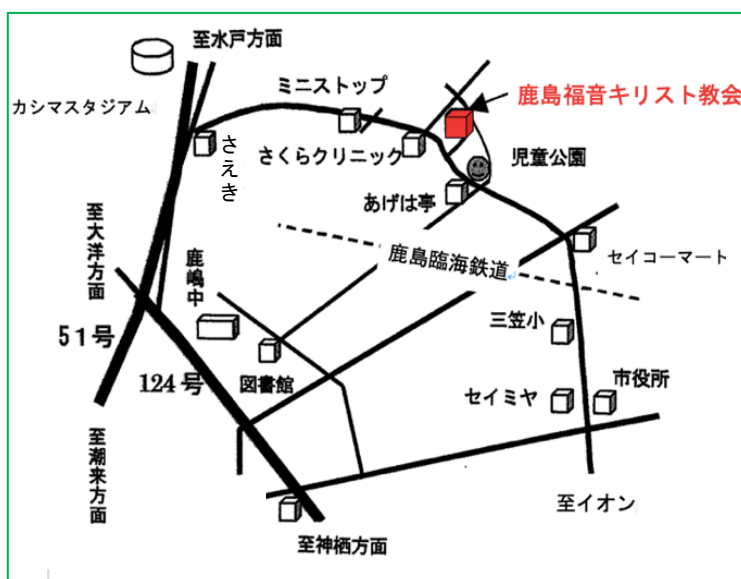 至水戸方面
ミニストップ
鹿島福音キリスト教会
カシマスタジアム
さえき
さくらクリニック
児童公園
あげは亭
至大洋方面
鹿嶋中
鹿島臨海鉄道
セイコーマート
51号
三笠小
124号
図書館
セイミヤ
市役所
至潮来方面
至イオン
至神栖方面